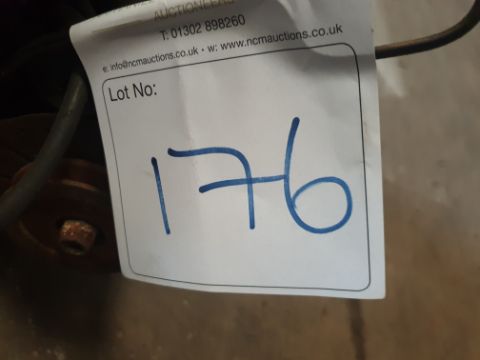 AUCTIONEERS
T: 01302 898260
e: info@ncmauctions.co.uk • w: www.ncmauctions.co.uk
Lot No:
176